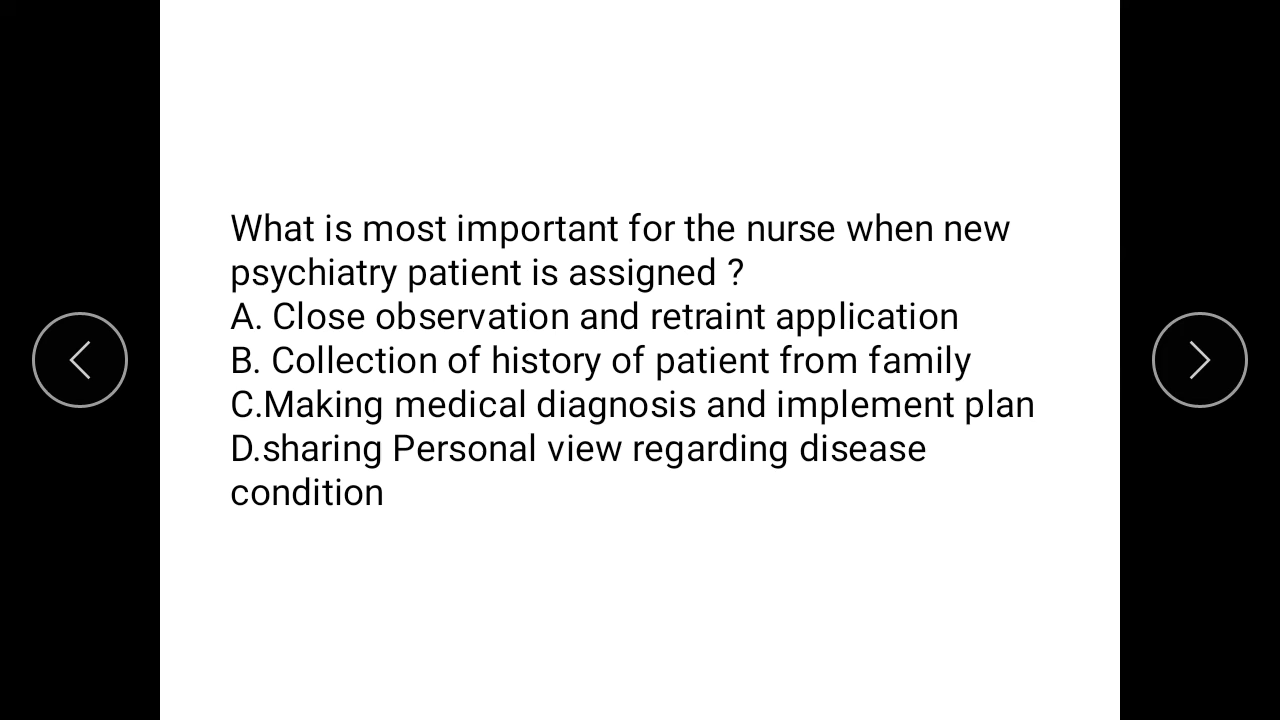 What is most important for the nurse when new
psychiatry patient is assigned ?
A. Close observation and retraint application
B. Collection of history of patient from family
C.Making medical diagnosis and implement plan
D.sharing Personal view regarding disease
condition